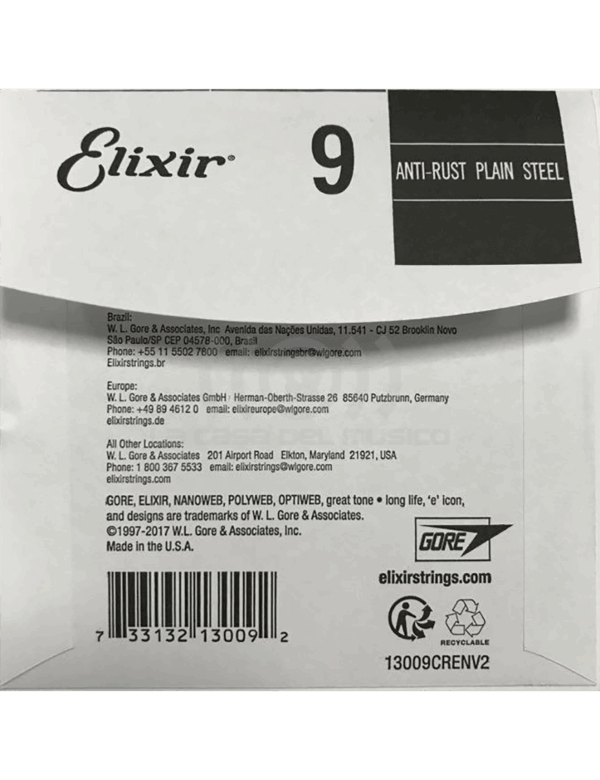 Elixir®
9
ANTI-RUST PLAIN STEEL
Brazil:
W. L. Gore & Associates, Inc Avenida das Nações Unidas, 11.541 - CJ 52 Brooklin Novo
São Paulo/SP CEP 04578-000, Brasil
Phone: +55 11 5502 7800 email: elixirstringsbr@wlgore.com
Elixirstrings.br
Europe:
W. L. Gore & Associates GmbH Herman-Oberth-Strasse 26 85640 Putzbrunn, Germany
Phone: +49 89 4612 0 email: elixireurope@wlgore.com
elixirstrings.de
CASA DEL MUSICO
All Other Locations:
W. L. Gore & Associates 201 Airport Road Elkton, Maryland 21921, USA
Phone: 1 800 367 5533 email: elixirstrings@wlgore.com
elixirstrings.com
GORE, ELIXIR, NANOWEB, POLYWEB, OPTIWEB, great tone • long life, 'e' icon,
and designs are trademarks of W. L. Gore & Associates.
©1997-2017 W.L. Gore & Associates, Inc.
Made in the U.S.A.
GORE
elixirstrings.com
7 33132 13009 2
RECYCLABLE
13009CRENV2